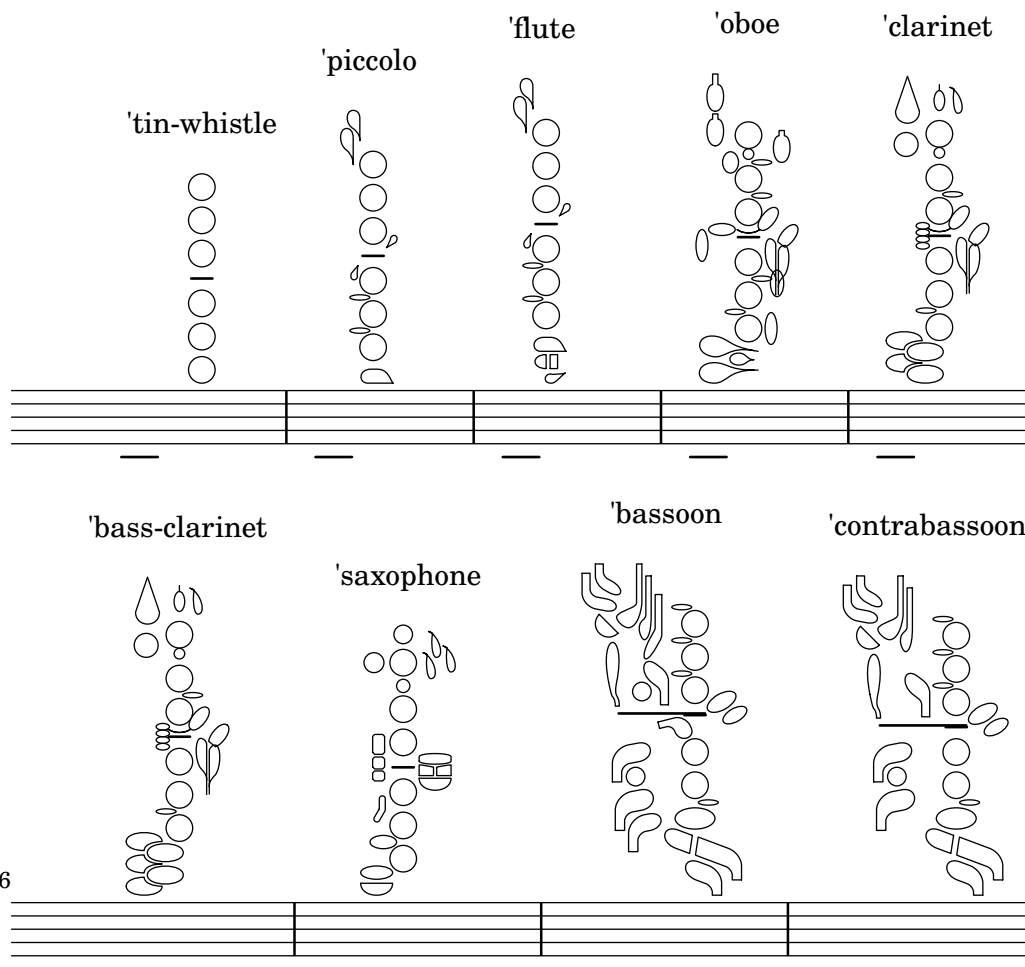 'tin-whistle
'piccolo
'flute
'oboe
'clarinet
'bass-clarinet
'saxophone
'bassoon
'contrabassoon
6